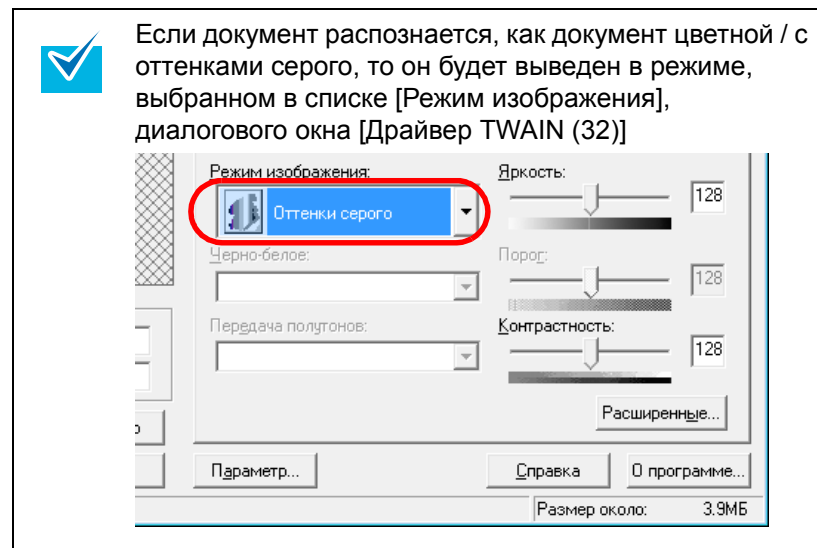 Если документ распознается, как документ цветной / с
оттенками серого, то он будет выведен в режиме,
выбранном в списке [Режим изображения],
диалогового окна [Драйвер TWAIN (32)]
Режим изображения:
Яркость:
Оттенки серого
128
Черно-белое:
Порог:
128
Передача полутонов:
Контрастность:
128
Расширенные...
Параметр...
Справка
О программе...
Размер около:
3.9МБ